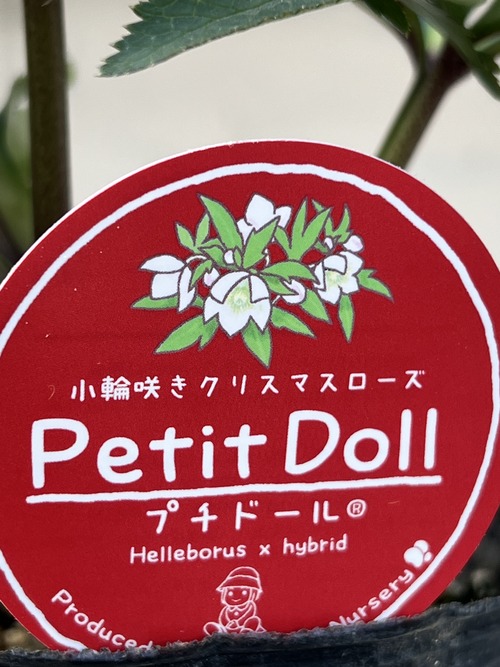 小輪咲きクリスマスローズ
Petit Doll
プチドール®
Helleborus x hybrid
Produced
Nursery